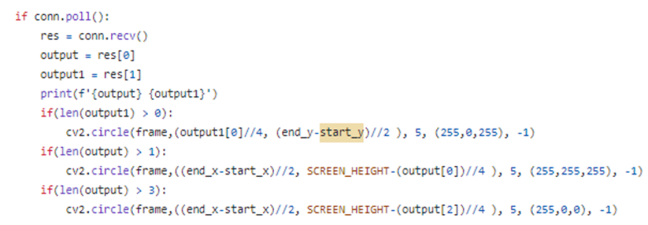 if conn.poll():
    res = conn.recv()
    output = res[0]
    output1 = res[1]
    print(f'{output} {output1}')
    if(len(output1) > 0):
        cv2.circle(frame,(output1[0]//4, (end_y-start_y)//2 ), 5, (255,0,255), -1)
    if(len(output) > 1):
        cv2.circle(frame,((end_x-start_x)//2, SCREEN_HEIGHT-(output[0])//4 ), 5, (255,255,255), -1)
    if(len(output) > 3):
        cv2.circle(frame,((end_x-start_x)//2, SCREEN_HEIGHT-(output[2])//4 ), 5, (255,0,0), -1)